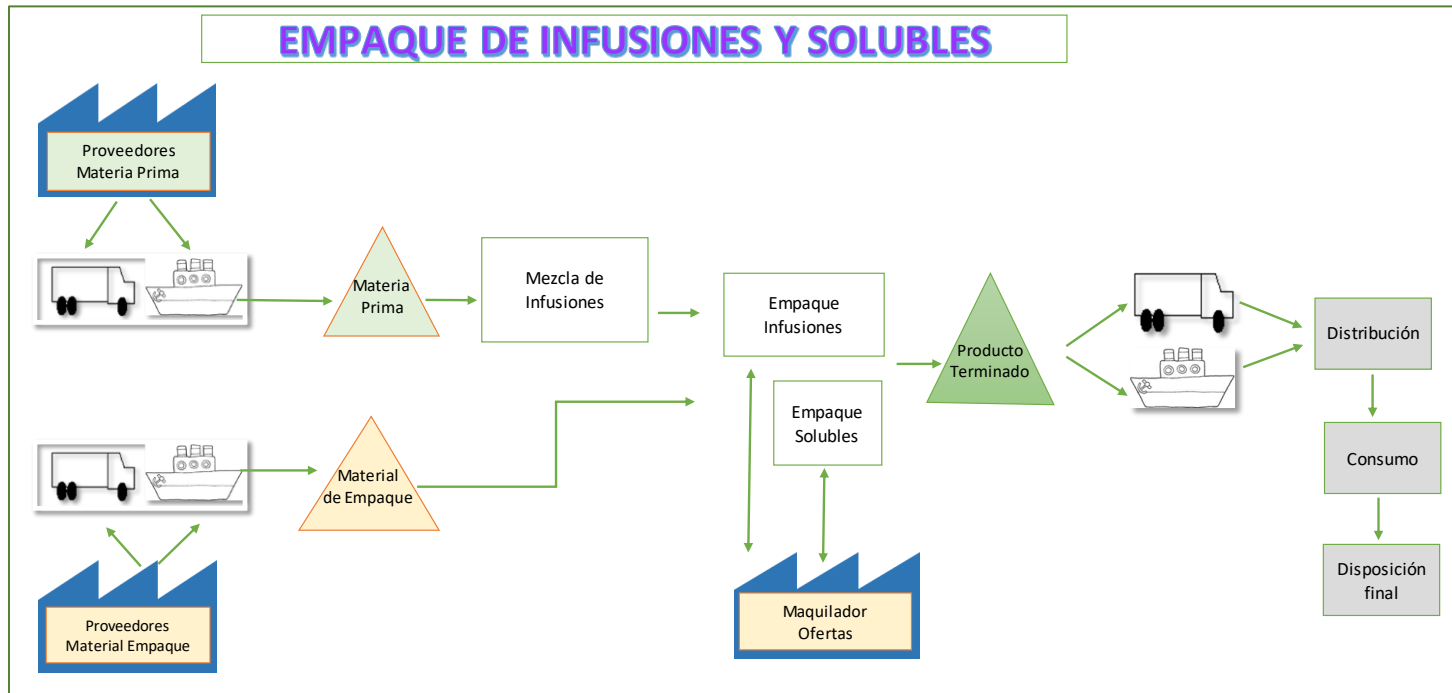 EMPAQUE DE INFUSIONES Y SOLUBLES
Proveedores
Materia Prima
Materia
Prima
Mezcla de
Infusiones
Empaque
Infusiones
Producto
Terminado
Distribución
Empaque
Solubles
Consumo
Material
de Empaque
Disposición
final
Proveedores
Material Empaque
Maquilador
Ofertas